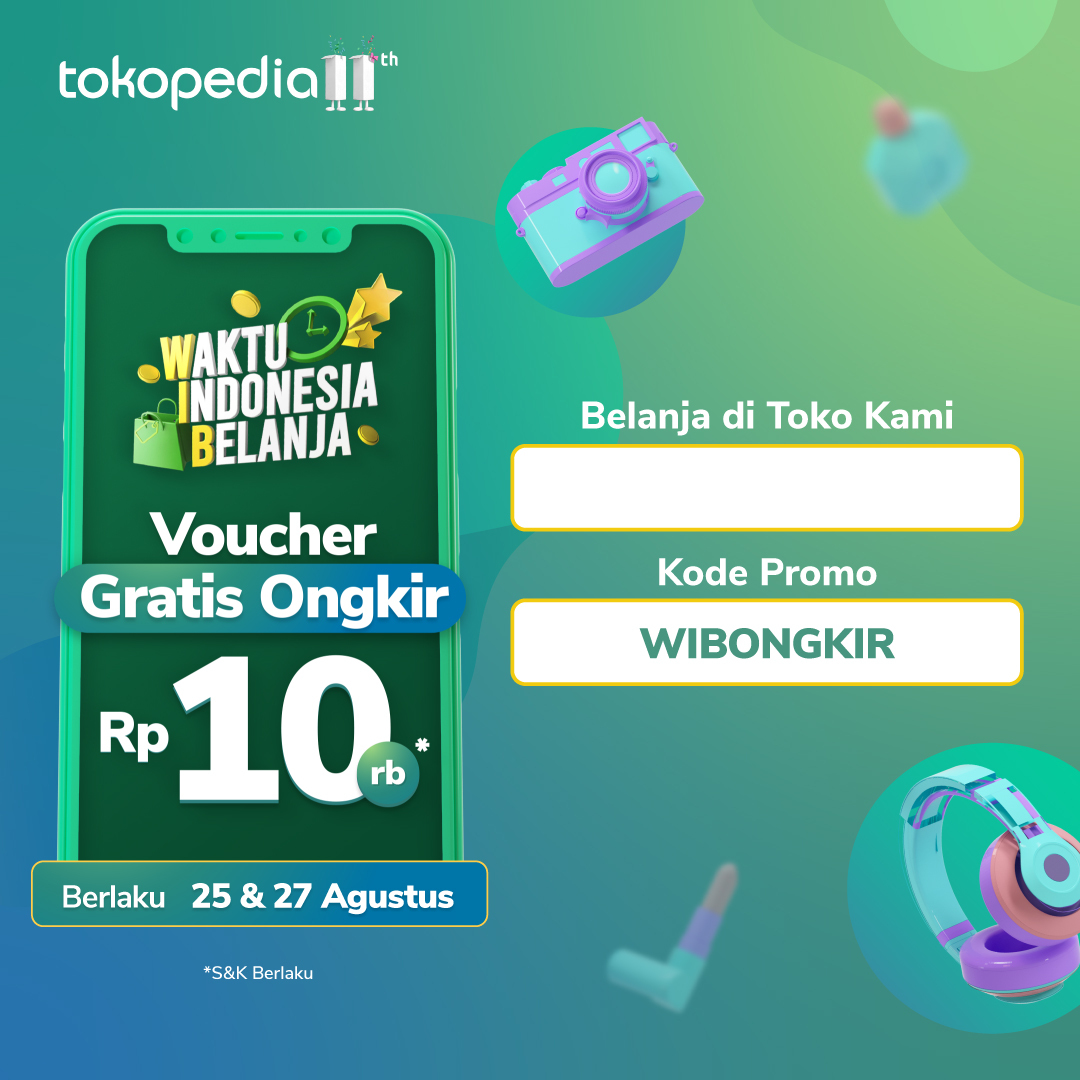 tokopedia 11th
WAKTU
INDONESIA
BELANJA
Voucher
Gratis Ongkir
Rp 10 rb*
Berlaku 25 & 27 Agustus
*S&K Berlaku
Belanja di Toko Kami
Kode Promo
WIBONGKIR